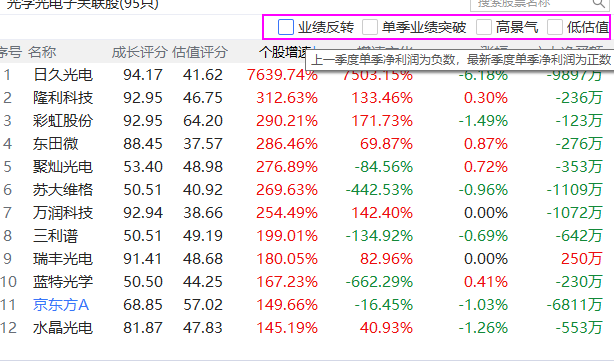 光学光电子关联股(95只)
搜索股票名称
业绩反转 单季业绩突破 高景气 低估值
序号 名称 成长评分 估值评分 个股增速↓
上一季度单季净利润为负数，最新季度单季净利润为正数
1 日久光电 94.17 41.62 7639.74% 7503.15% -6.18% -9897万
2 隆利科技 92.95 46.75 312.63% 133.46% 0.30% -236万
3 彩虹股份 92.95 64.20 290.21% 171.73% -1.49% -123万
4 东田微 88.45 37.57 286.46% 69.87% 0.87% -276万
5 聚灿光电 53.40 48.98 276.89% -84.56% 0.72% -353万
6 苏大维格 50.51 40.92 269.63% -442.53% -0.96% -1109万
7 万润科技 92.94 38.66 254.49% 142.40% 0.00% -1072万
8 三利谱 50.51 49.19 199.01% -134.92% -0.69% -642万
9 瑞丰光电 91.41 48.68 180.05% 82.96% 0.00% 250万
10 蓝特光学 50.50 44.25 167.23% -662.29% 0.41% -230万
11 京东方A 68.85 57.02 149.66% -16.45% -1.03% -6811万
12 水晶光电 81.87 47.83 145.19% 40.93% -1.26% -553万